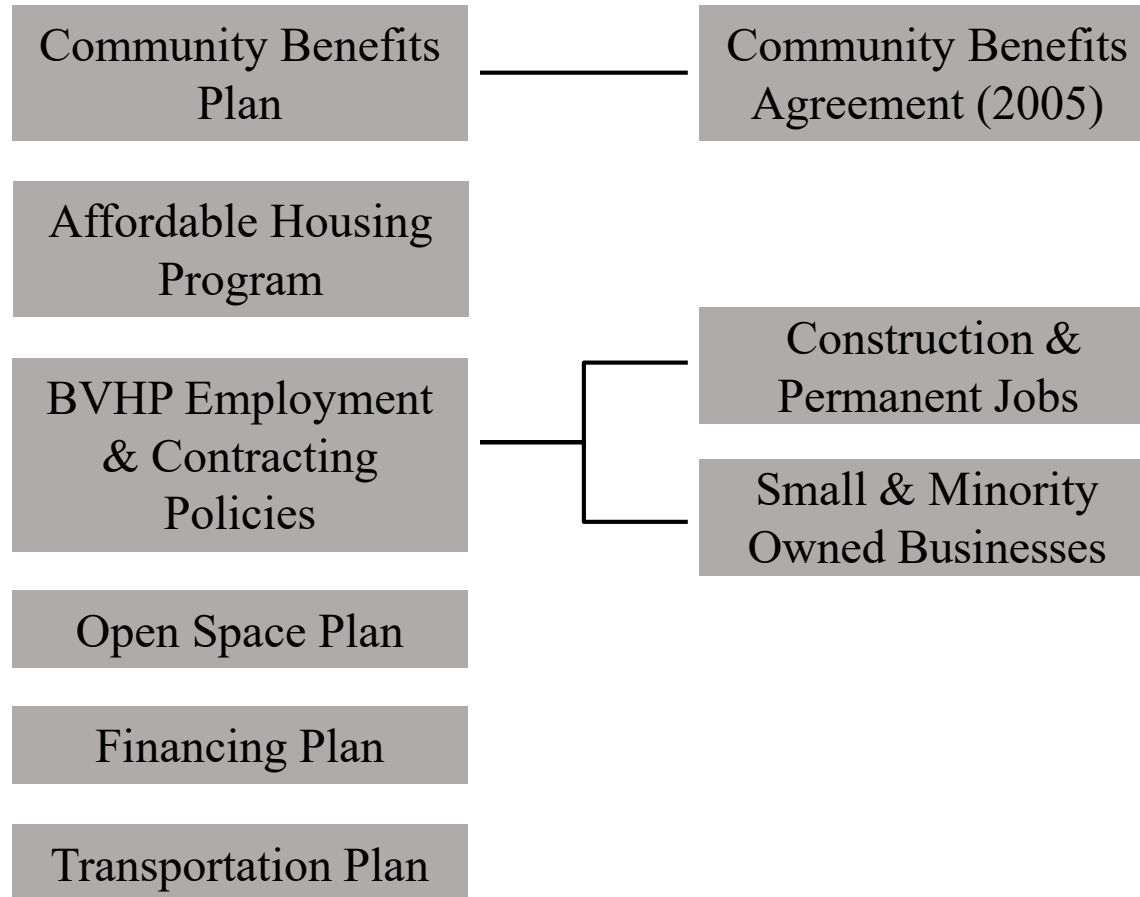 Community Benefits
Plan
Community Benefits
Agreement (2005)
Affordable Housing
Program
BVHP Employment
& Contracting
Policies
Construction &
Permanent Jobs
Small & Minority
Owned Businesses
Open Space Plan
Financing Plan
Transportation Plan